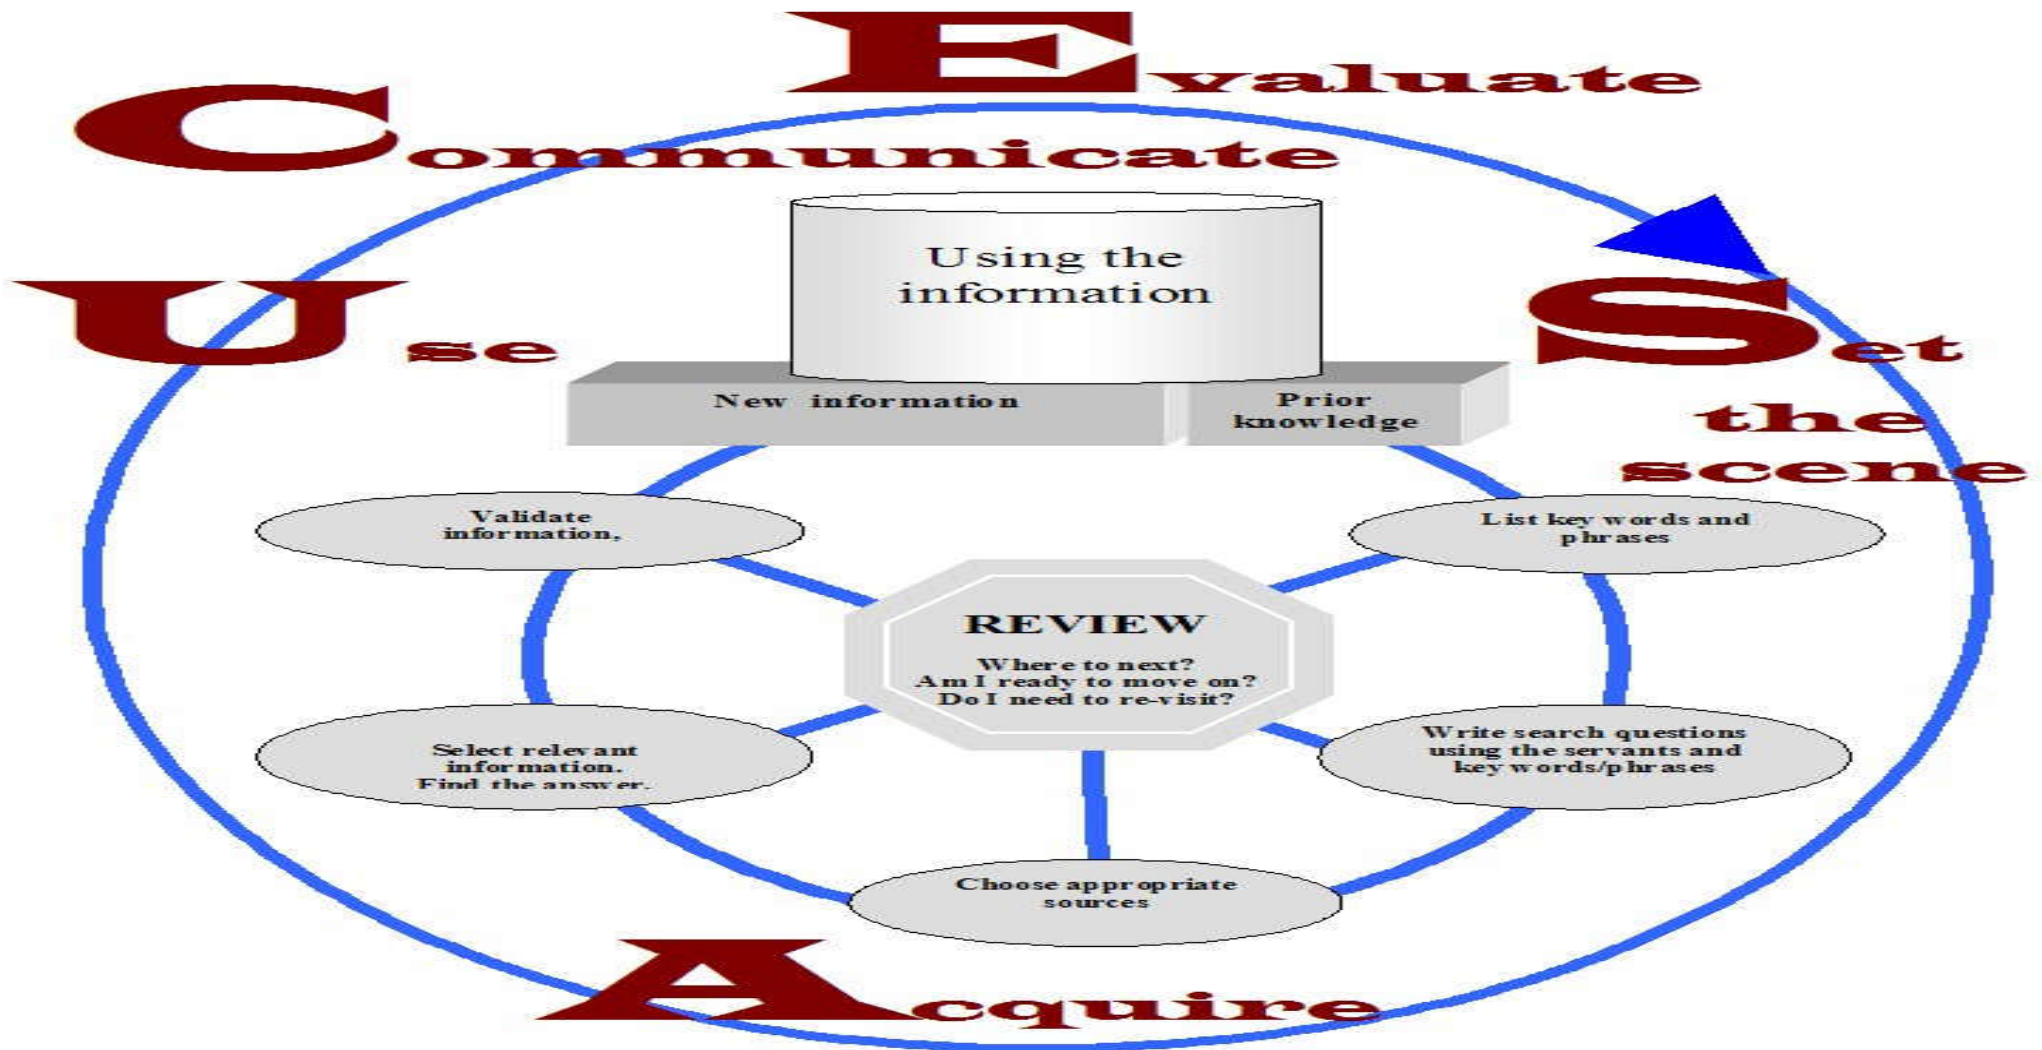 Evaluate
Communicate
Use
Set
the
scene
Using the
information
New information
Prior
knowledge
Validate
information,
List key words and
phrases
REVIEW
Where to next?
Am I ready to move on?
Do I need to re-visit?
Select relevant
information.
Find the answer.
Write search questions
using the servants and
key words/phrases
Choose appropriate
sources
Acquire